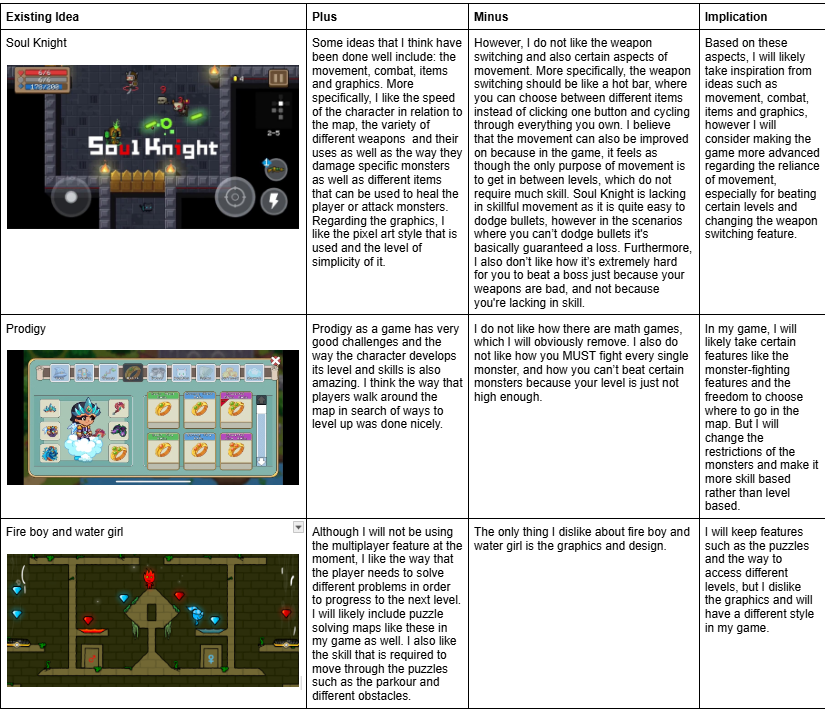 Existing Idea
Plus
Minus
Implication
Soul Knight
6/6
6/6
178/200
4
2-5
Soul Knight
Some ideas that I think have
been done well include: the
movement, combat, items
and graphics. More
specifically, I like the speed
of the character in relation to
the map, the variety of
different weapons and their
uses as well as the way they
damage specific monsters
as well as different items
that can be used to heal the
player or attack monsters.
Regarding the graphics, I
like the pixel art style that is
used and the level of
simplicity of it.
However, I do not like the weapon
switching and also certain aspects of
movement. More specifically, the weapon
switching should be like a hot bar, where
you can choose between different items
instead of clicking one button and cycling
through everything you own. I believe
that the movement can also be improved
on because in the game, it feels as
though the only purpose of movement is
to get in between levels, which do not
require much skill. Soul Knight is lacking
in skillful movement as it is quite easy to
dodge bullets, however in the scenarios
where you can't dodge bullets it's
basically guaranteed a loss. Furthermore,
I also don't like how it's extremely hard
for you to beat a boss just because your
weapons are bad, and not because
you're lacking in skill.
Based on these
aspects, I will likely
take inspiration from
ideas such as
movement, combat,
items and graphics,
however I will
consider making the
game more advanced
regarding the reliance
of movement,
especially for beating
certain levels and
changing the weapon
switching feature.
Prodigy
Prodigy as a game has very
good challenges and the
way the character develops
its level and skills is also
amazing. I think the way that
players walk around the
map in search of ways to
level up was done nicely.
I do not like how there are math games,
which I will obviously remove. I also do
not like how you MUST fight every single
monster, and how you can't beat certain
monsters because your level is just not
high enough.
In my game, I will
likely take certain
features like the
monster-fighting
features and the
freedom to choose
where to go in the
map. But I will
change the
restrictions of the
monsters and make it
more skill based
rather than level
based.
Fire boy and water girl
Although I will not be using
the multiplayer feature at the
moment, I like the way that
the player needs to solve
different problems in order
to progress to the next level.
I will likely include puzzle
solving maps like these in
my game as well. I also like
the skill that is required to
move through the puzzles
such as the parkour and
different obstacles.
The only thing I dislike about fire boy and
water girl is the graphics and design.
I will keep features
such as the puzzles
and the way to
access different
levels, but I dislike
the graphics and will
have a different style
in my game.